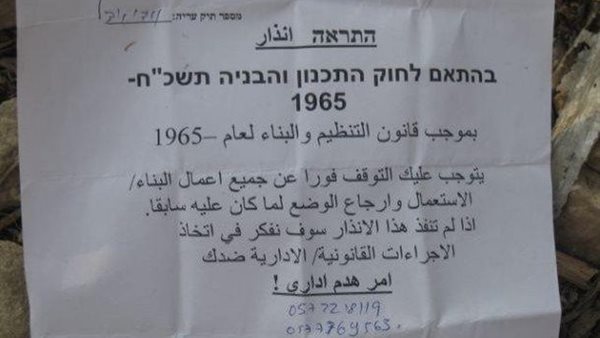 מספר תיק עריה:
התראה انذار
בהתאם לחוק התכנון והבניה תשכ"ח-
1965
بموجب قانون التنظيم والبناء لعام –1965
يتوجب عليك التوقف فورا عن جميع اعمال البناء/
الاستعمال وارجاع الوضع لما كان عليه سابقا.
اذا لم تنفذ هذا الانذار سوف نفكر في اتخاذ
الاجراءات القانونية/ الادارية ضدك
امر هدم اداري !
0577218119
0577769563